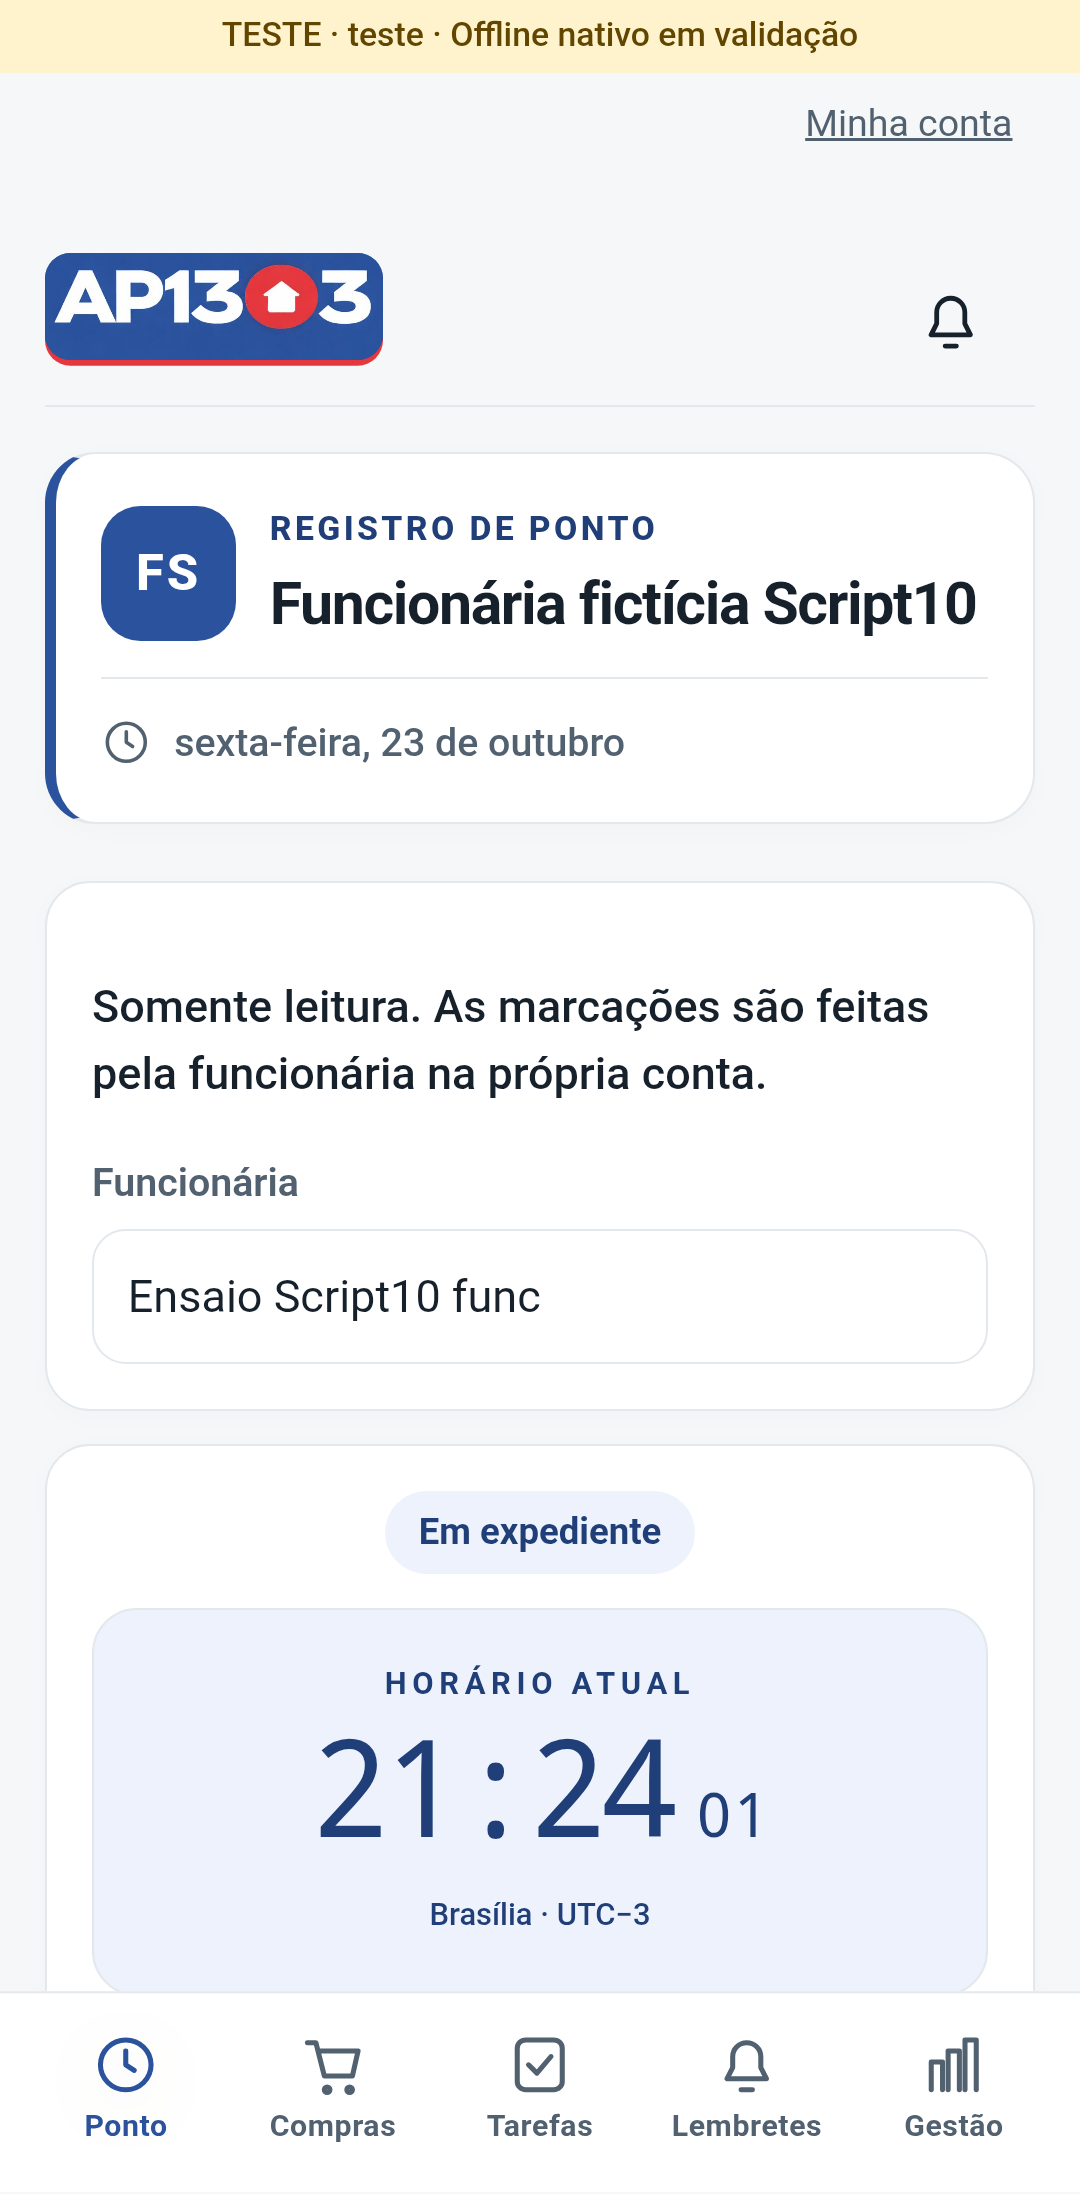 TESTE · teste · Offline nativo em validação
Minha conta
AP1303
FS
REGISTRO DE PONTO
Funcionária fictícia Script10
sexta-feira, 23 de outubro
Somente leitura. As marcações são feitas
pela funcionária na própria conta.
Funcionária
Ensaio Script10 func
Em expediente
HORÁRIO ATUAL
21:24 01
Brasília · UTC−3
Ponto
Compras
Tarefas
Lembretes
Gestão